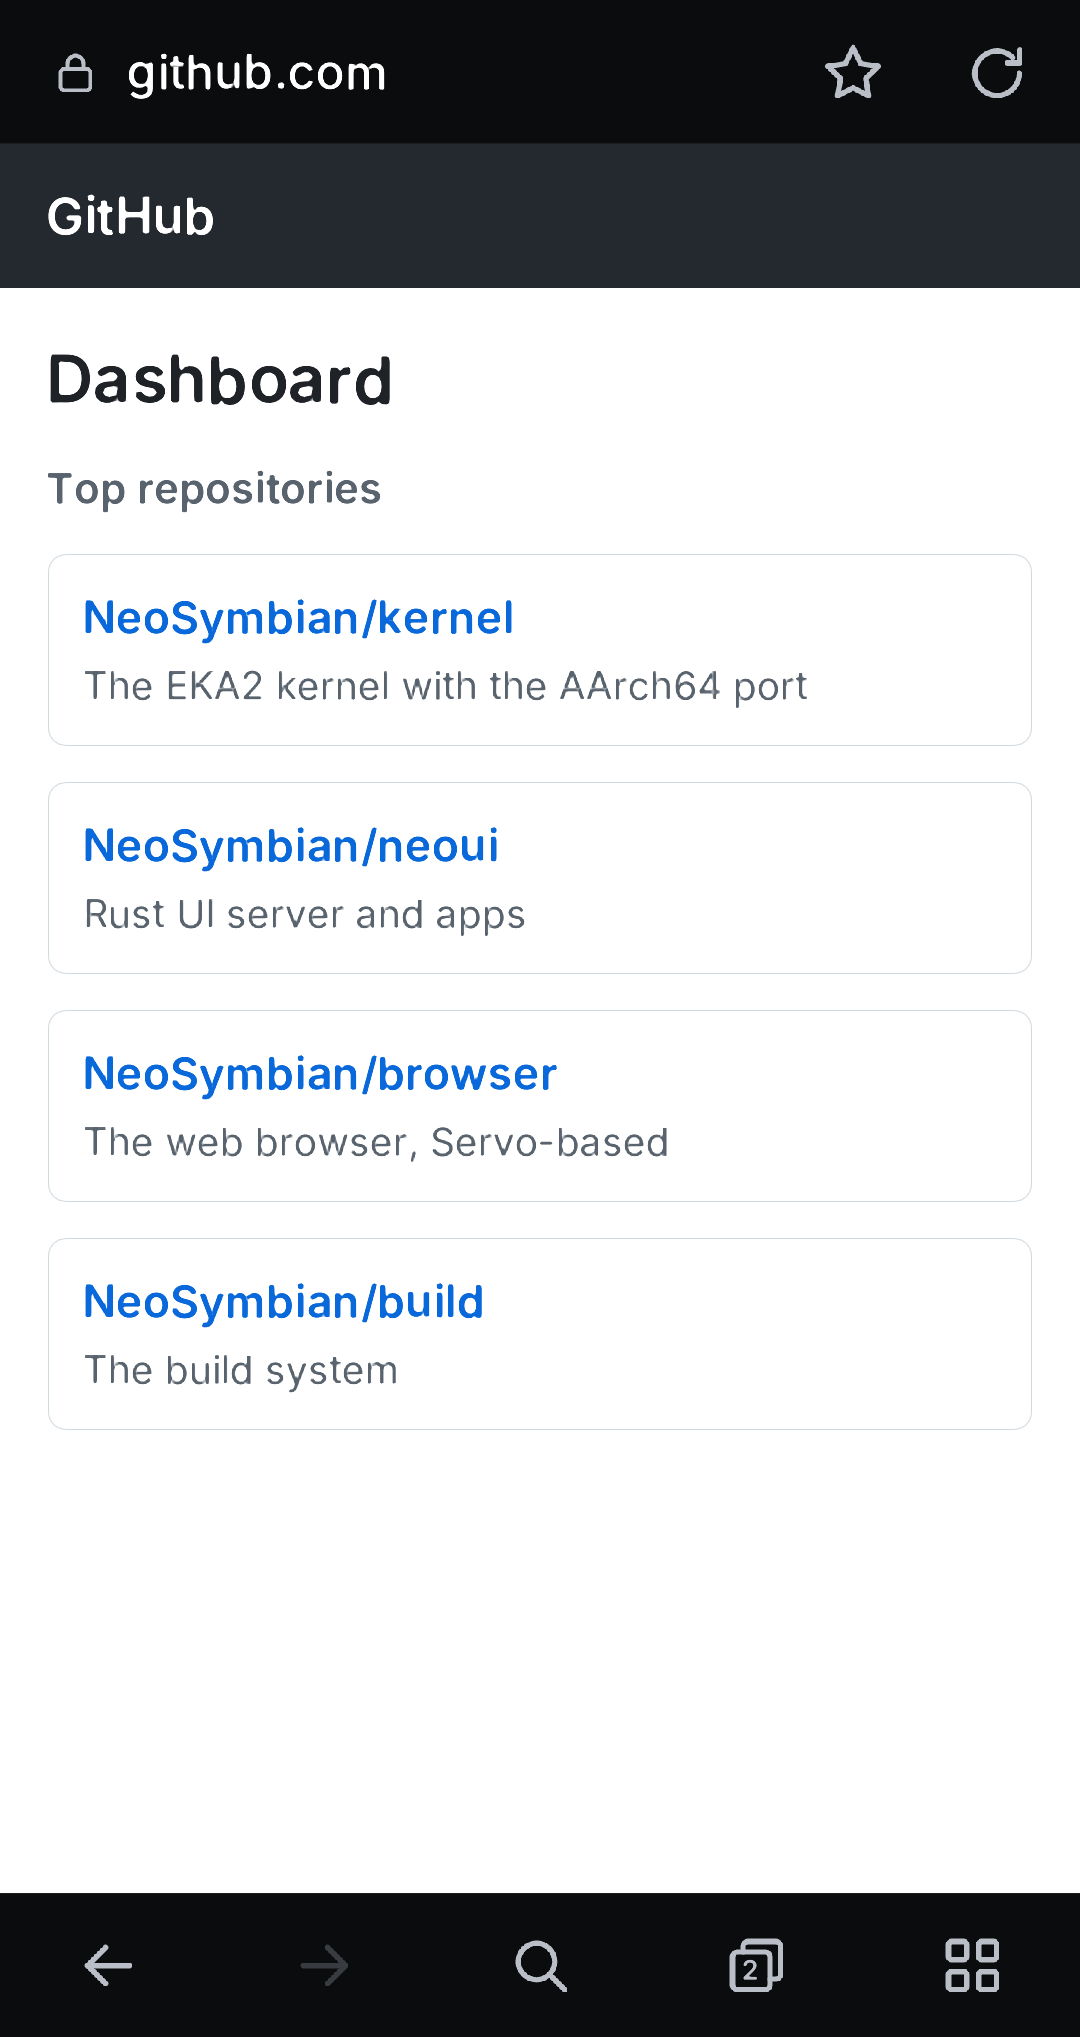 github.com
GitHub
Dashboard
Top repositories
NeoSymbian/kernel
The EKA2 kernel with the AArch64 port
NeoSymbian/neoui
Rust UI server and apps
NeoSymbian/browser
The web browser, Servo-based
NeoSymbian/build
The build system
2